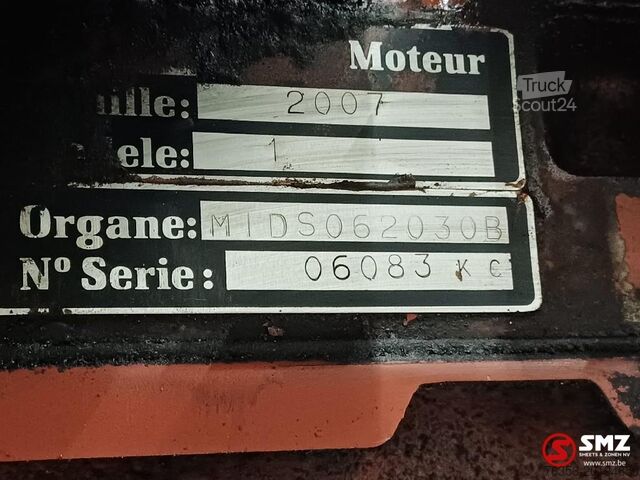 Moteur
Truck
Scout24
ille: 2007
ele: 1
Organe: MIDS062030B
Nº Serie: 06083 KC
SMZ
SMEETS & ZONEN NV
www.smz.be